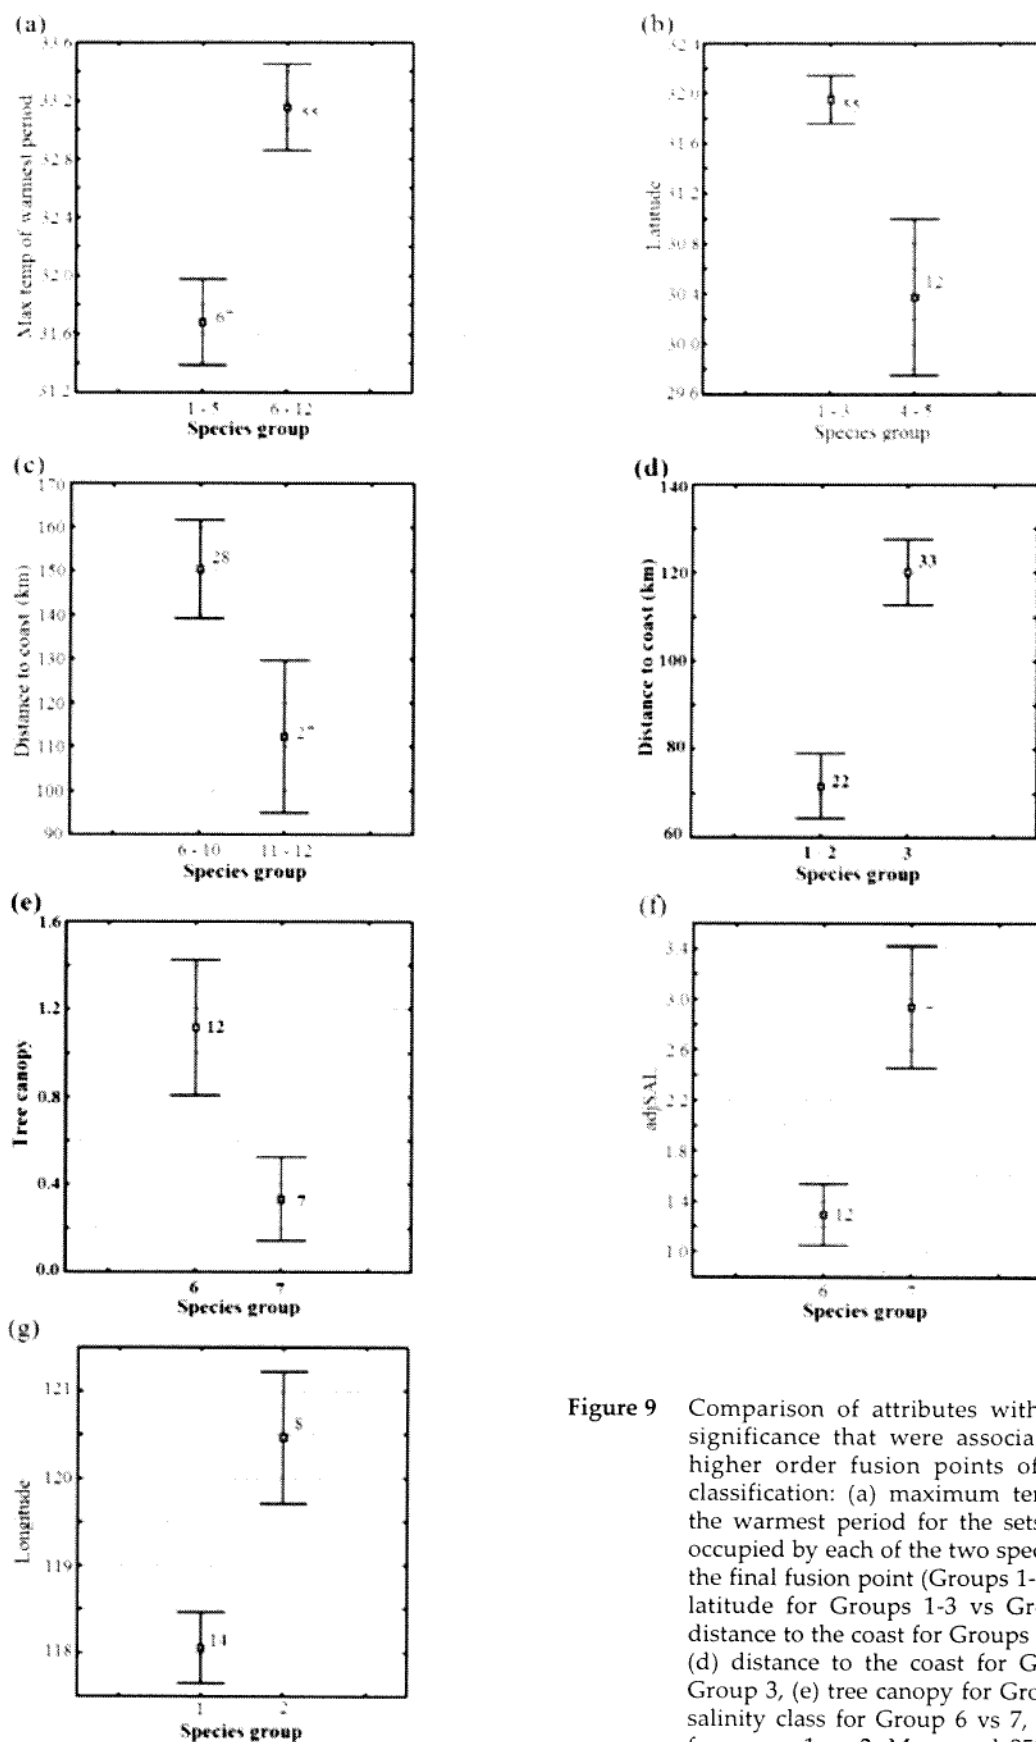 (a)
33.6
33.2
32.8
32.4
32.0
31.6
31.2
Max temp of warmest period
55
1 - 5 6 - 12
Species group
(b)
32.4
32.0
31.6
31.2
30.8
30.4
30.0
29.6
Latitude
55
12
1 - 3 4 - 5
Species group
(c)
170
160
150
140
130
120
110
100
90
Distance to coast (km)
28
6 - 10 11 - 12
Species group
(d)
140
120
100
80
60
Distance to coast (km)
33
22
1 - 2 3
Species group
(e)
1.6
1.2
0.8
0.4
0.0
Tree canopy
12
7
6 7
Species group
(f)
3.4
3.0
2.6
2.2
1.8
1.4
1.0
adjSAL
12
6 7
Species group
(g)
121
120
119
118
Longitude
8
14
1 2
Species group
Figure 9 Comparison of attributes with
significance that were associa
higher order fusion points of
classification: (a) maximum ter
the warmest period for the sets
occupied by each of the two spec
the final fusion point (Groups 1-
latitude for Groups 1-3 vs Gr
distance to the coast for Groups
(d) distance to the coast for G
Group 3, (e) tree canopy for Gro
salinity class for Group 6 vs 7,